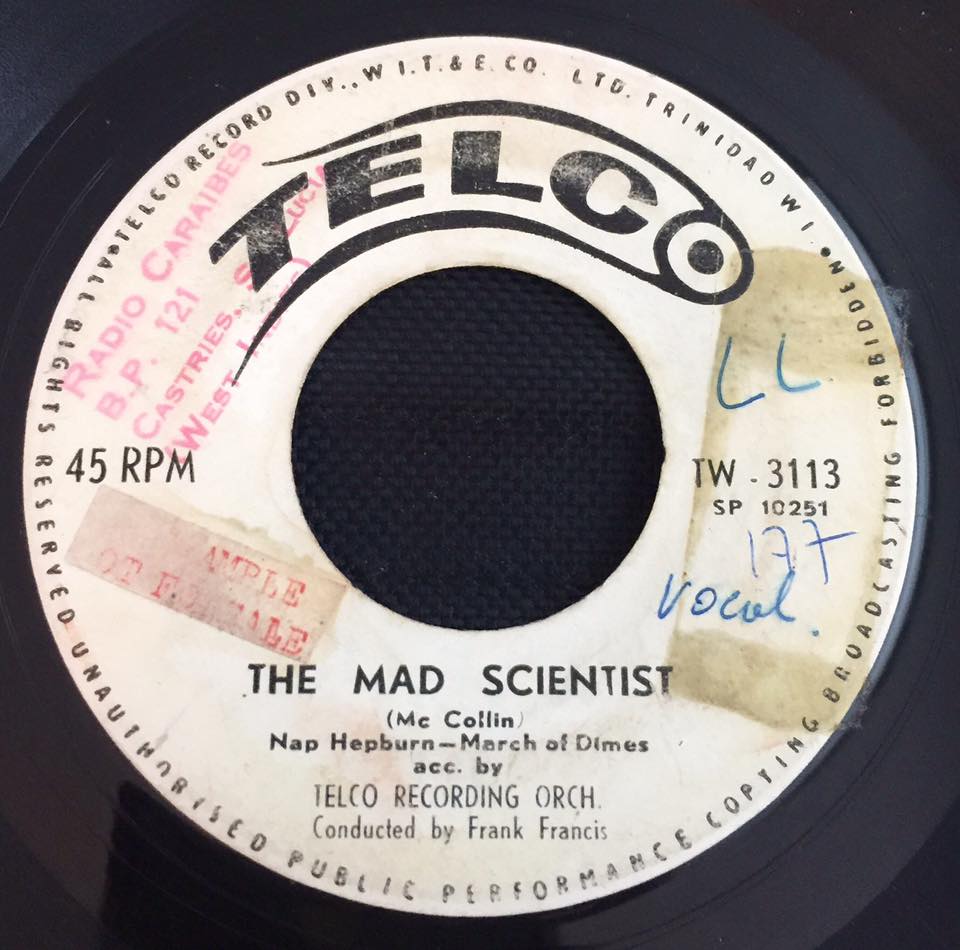 •TELCO RECORD DIV., W I.T. & E. CO. LTD. TRINIDAD W I •
ALL RIGHTS RESERVED UNAUTHORISED PUBLIC PERFORMANCE COPYING BROADCASTING FORBIDDEN
TELCO
RADIO CARAIBES
B.P. 121
CASTRIES.
(WEST
LL
45 RPM
TW - 3113
SP 10251
177
Vocal.
THE MAD SCIENTIST
(Mc Collin)
Nap Hepburn—March of Dimes
acc. by
TELCO RECORDING ORCH.
Conducted by Frank Francis